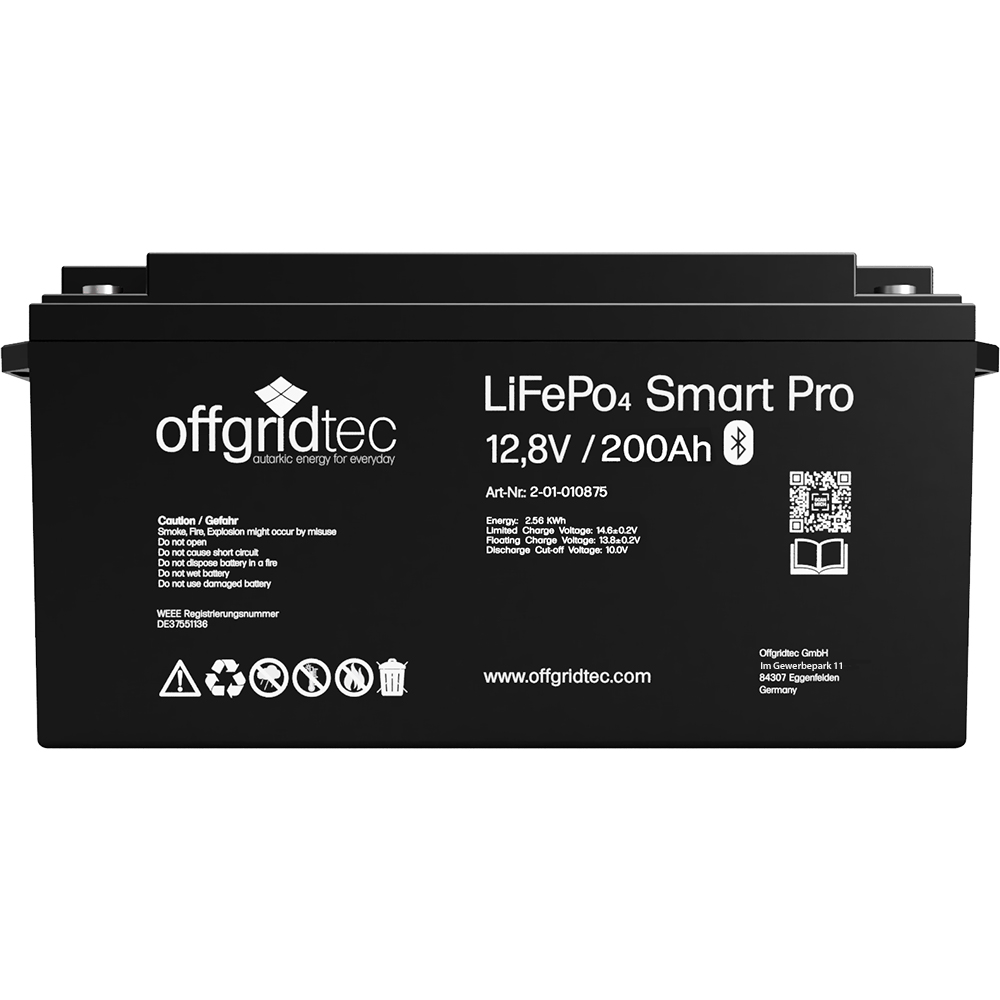 offgridtec
autarkic energy for everyday
LiFePo4 Smart Pro
12,8V / 200Ah
Art-Nr.: 2-01-010875
Energy: 2.56 KWh
Limited Charge Voltage: 14.6±0.2V
Floating Charge Voltage: 13.8±0.2V
Discharge Cut-off Voltage: 10.0V
Caution / Gefahr
Smoke, Fire, Explosion might occur by misuse
Do not open
Do not cause short circuit
Do not dispose battery in a fire
Do not wet battery
Do not use damaged battery
WEEE Registrierungsnummer
DE37551136
www.offgridtec.com
Offgridtec GmbH
Im Gewerbepark 11
84307 Eggenfelden
Germany